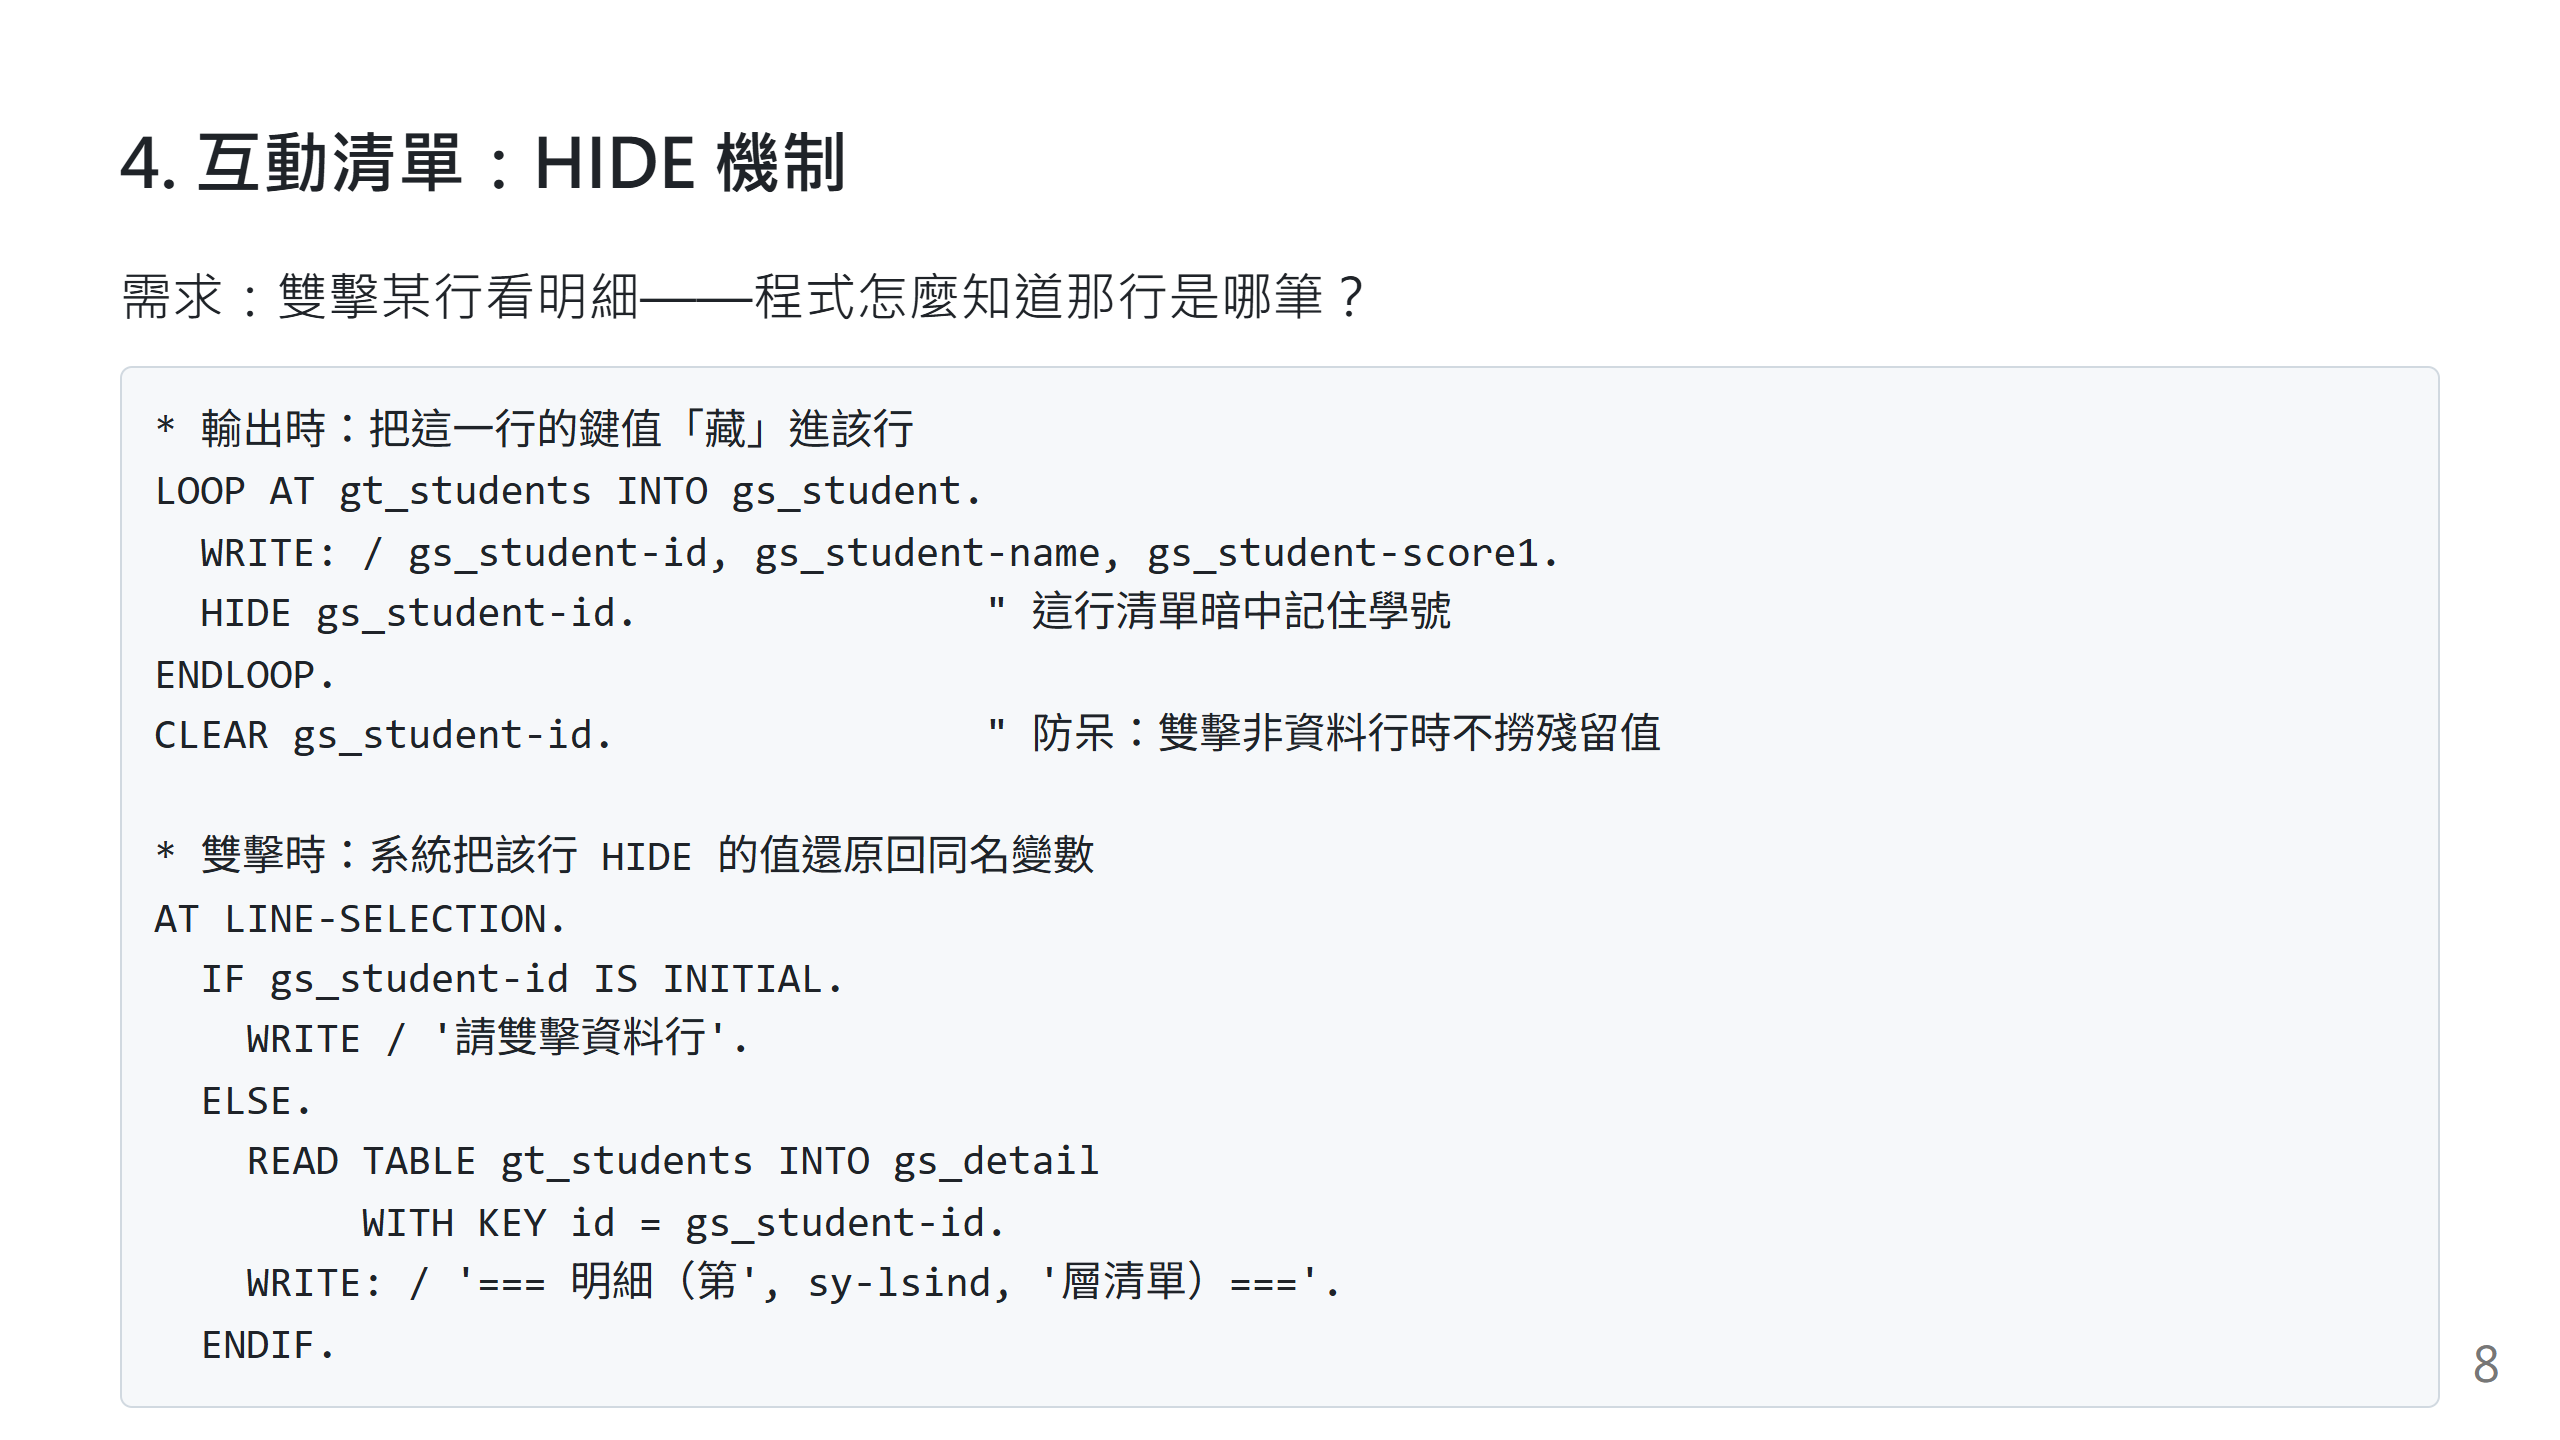 4. 互動清單：HIDE 機制
需求：雙擊某行看明細——程式怎麼知道那行是哪筆？
* 輸出時：把這一行的鍵值「藏」進該行
LOOP AT gt_students INTO gs_student.
  WRITE: / gs_student-id, gs_student-name, gs_student-score1.
  HIDE gs_student-id.               " 這行清單暗中記住學號
ENDLOOP.
CLEAR gs_student-id.                " 防呆：雙擊非資料行時不撈殘留值
* 雙擊時：系統把該行 HIDE 的值還原回同名變數
AT LINE-SELECTION.
  IF gs_student-id IS INITIAL.
    WRITE / '請雙擊資料行'.
  ELSE.
    READ TABLE gt_students INTO gs_detail
         WITH KEY id = gs_student-id.
    WRITE: / '=== 明細（第', sy-lsind, '層清單）==='.
  ENDIF.
8